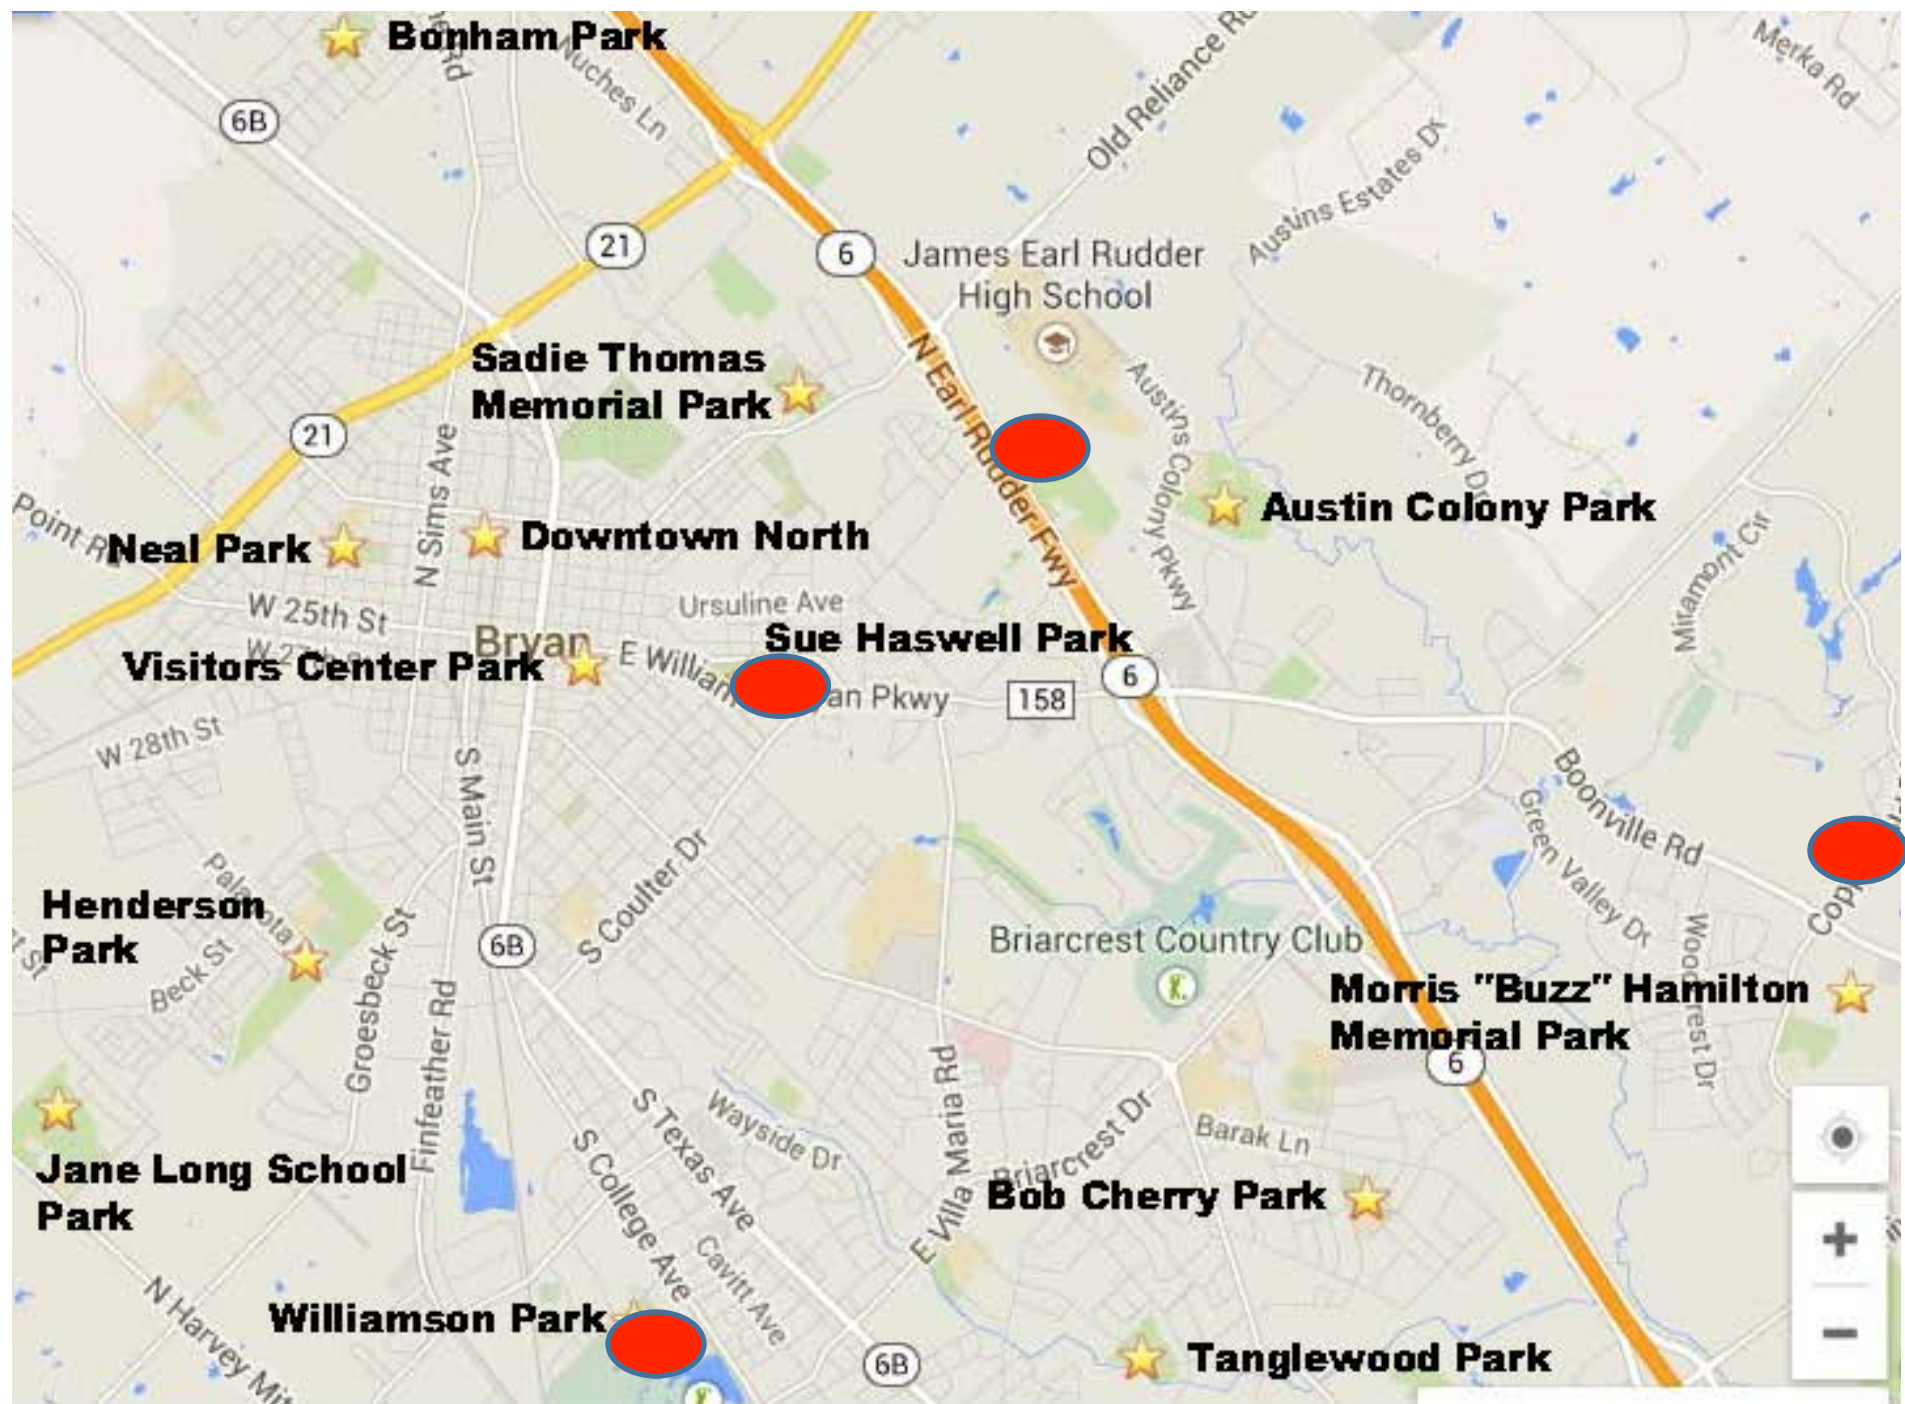 Bonham Park
Nuches Ln
Merka Rd
6B
Old Reliance
Austins Estates Dr
21
6
James Earl Rudder
High School
N Earl Rudder Fwy
Sadie Thomas
Memorial Park
Austins Colony Pkwy
Thornberry Dr
21
N Sims Ave
Point
Neal Park
Downtown North
Austin Colony Park
Miramont Cir
W 25th St
Ursuline Ave
Bryan
Sue Haswell Park
Visitors Center Park
E William
an Pkwy
158
6
W 28th St
S Main St
Boonville Rd
Green Valley Dr
S Coulter Dr
Palasota
Henderson
Park
Beck St
Groesbeck St
6B
Briarcrest Country Club
Woodcrest Dr
Cop
Morris "Buzz" Hamilton
Memorial Park
6
Finfeather Rd
Jane Long School
Park
S Texas Ave
Wayside Dr
E Villa Maria Rd
Briarcrest Dr
Barak Ln
Bob Cherry Park
S College Ave
Cavitt Ave
N Harvey Mit
Williamson Park
6B
Tanglewood Park